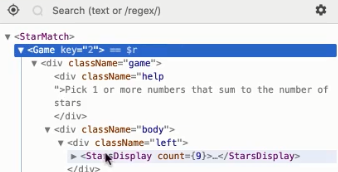 Search (text or /regex/)
▼ <StarMatch>
▼ <Game key="2"> == $r
▼ <div className="game">
▼ <div className="help
">Pick 1 or more numbers that sum to the number of
stars
</div>
▼ <div className="body">
▼ <div className="left">
▶ <StarsDisplay count={9}>…</StarsDisplay>
</div>